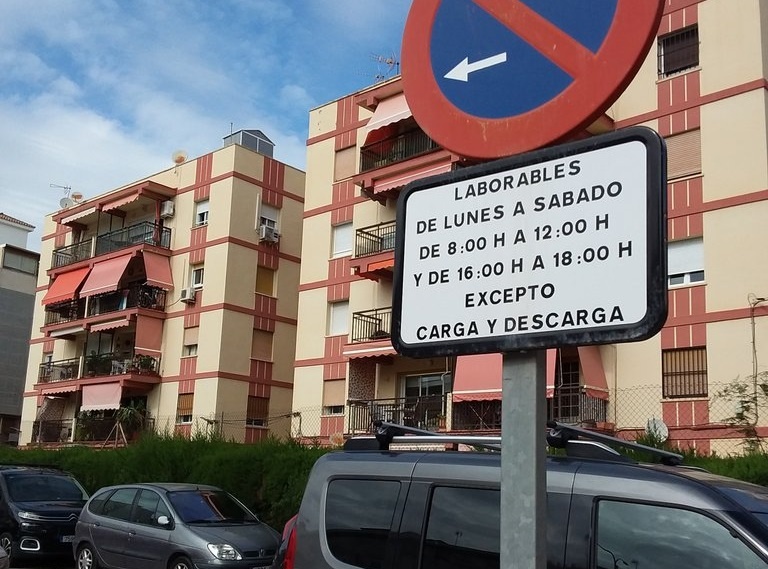 LABORABLES
DE LUNES A SABADO
DE 8:00 H A 12:00 H
Y DE 16:00 H A 18:00 H
EXCEPTO
CARGA Y DESCARGA